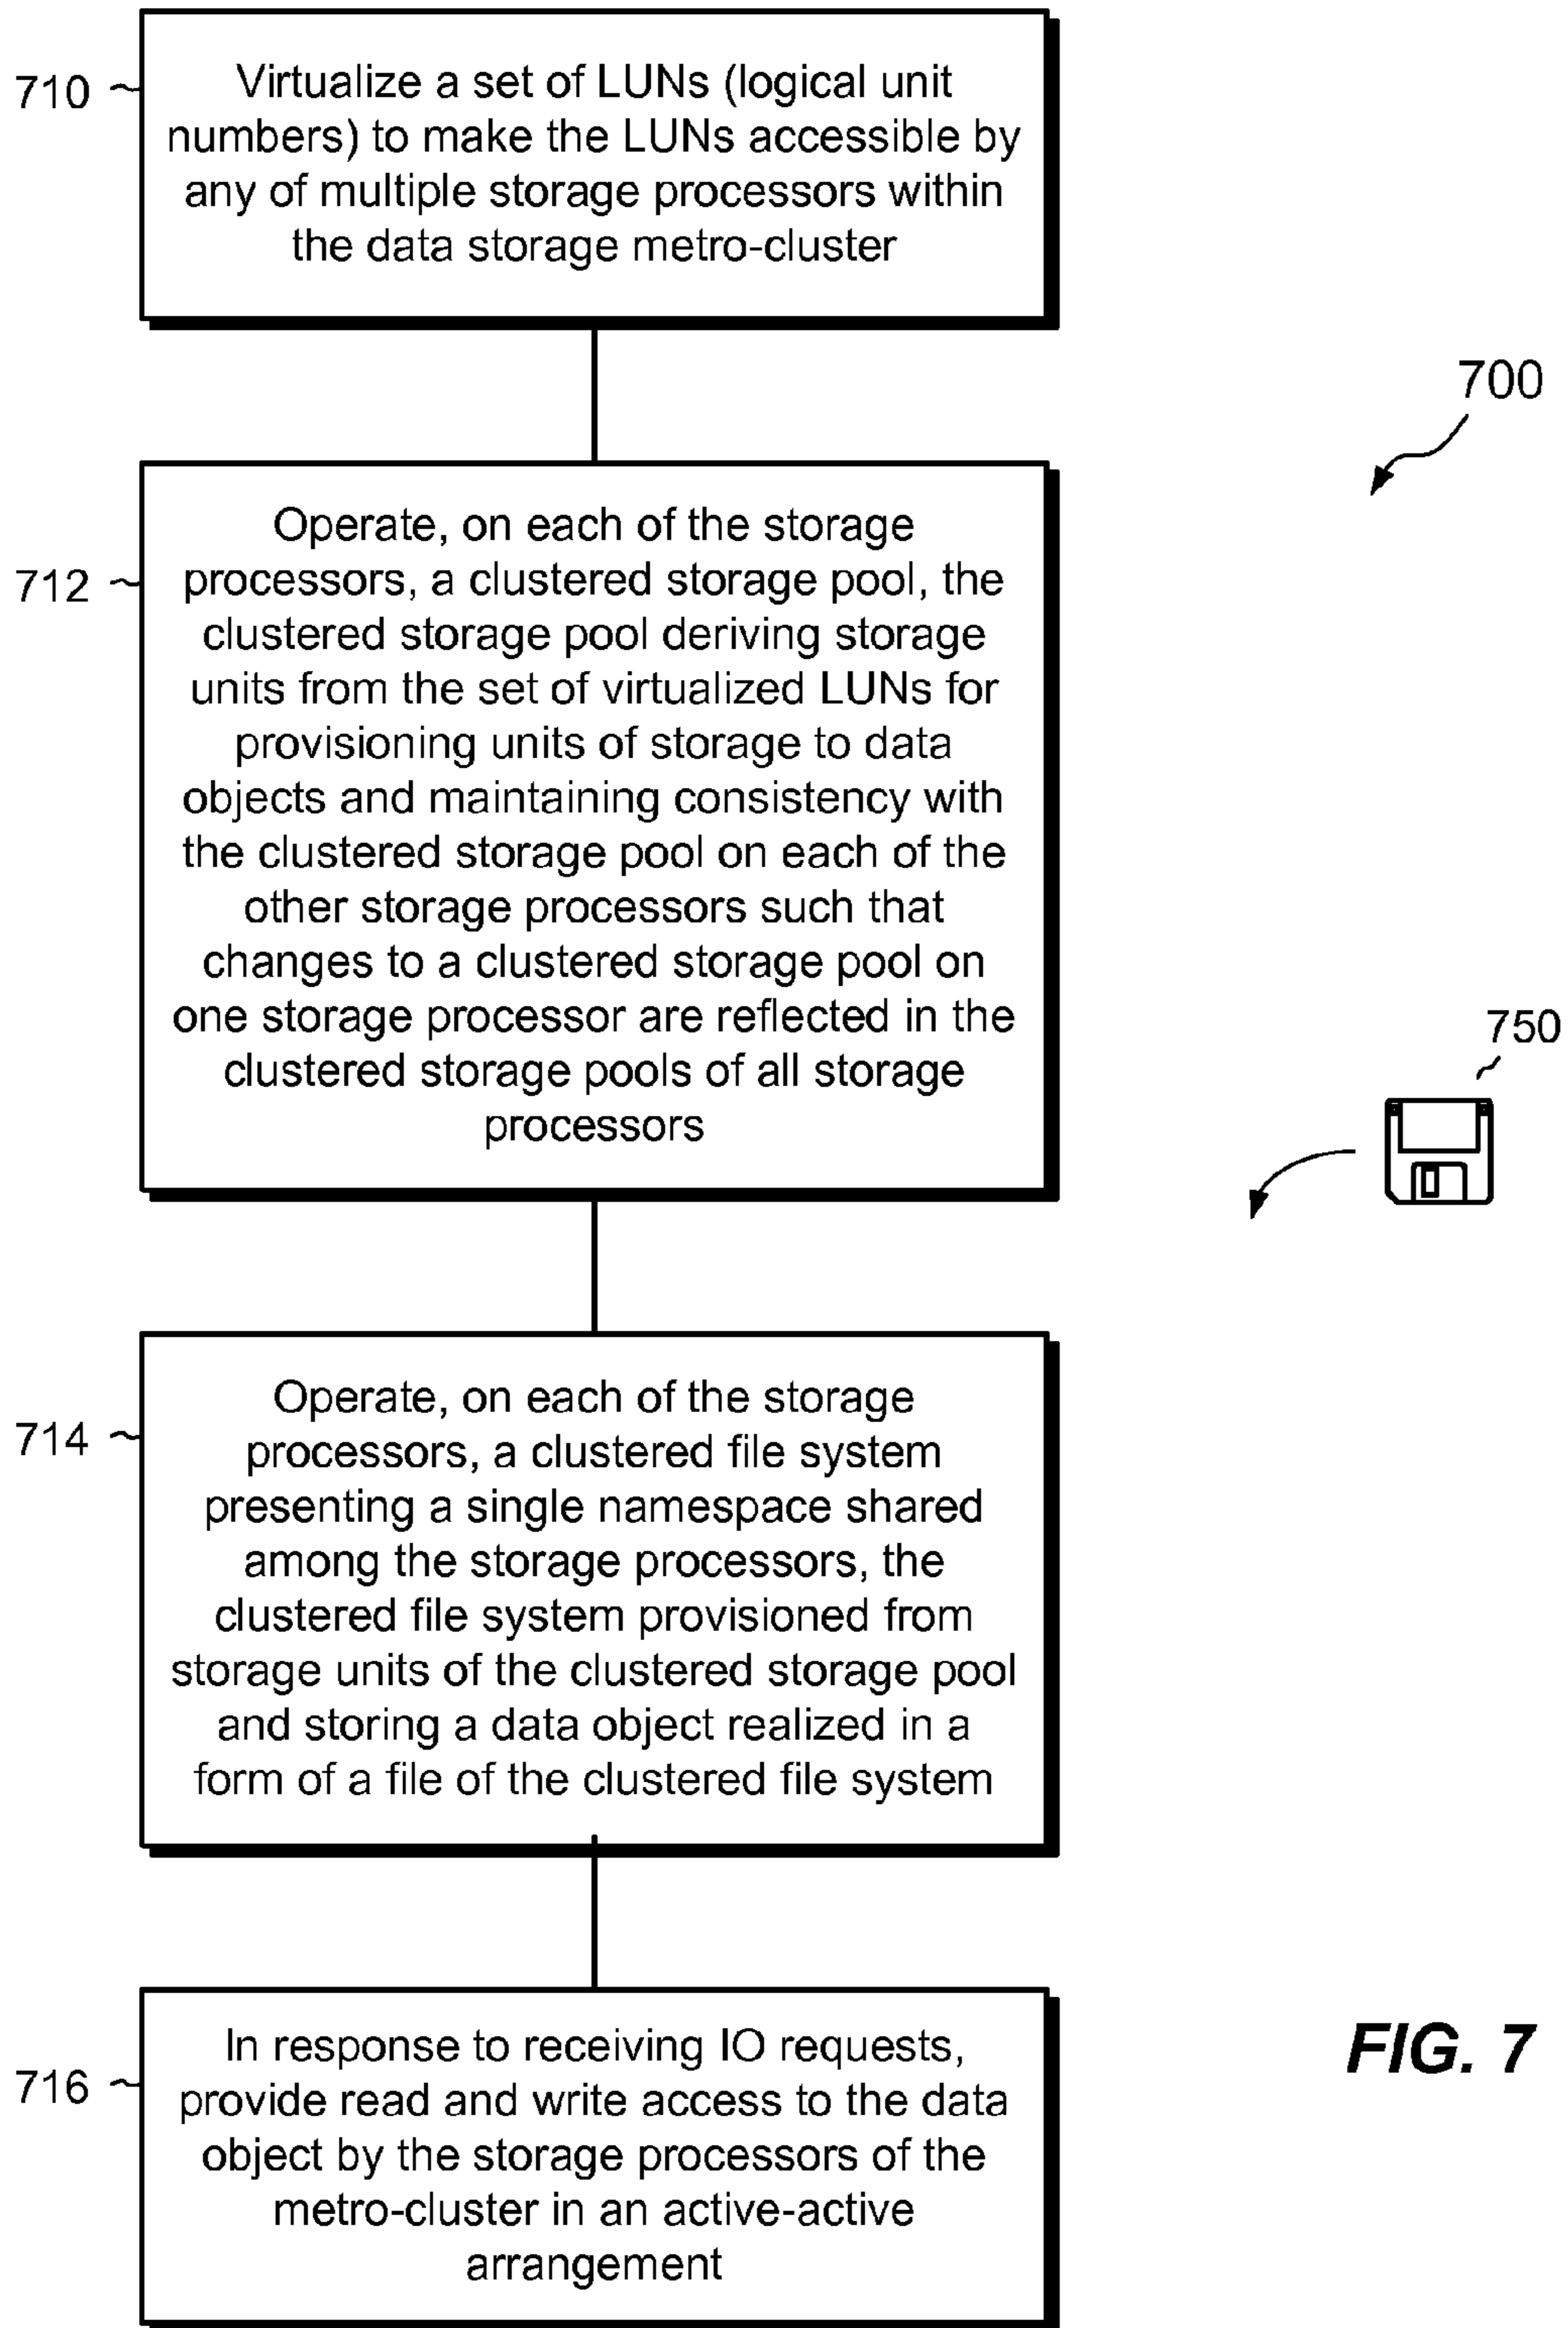 710
Virtualize a set of LUNs (logical unit
numbers) to make the LUNs accessible by
any of multiple storage processors within
the data storage metro-cluster
700
712
Operate, on each of the storage
processors, a clustered storage pool, the
clustered storage pool deriving storage
units from the set of virtualized LUNs for
provisioning units of storage to data
objects and maintaining consistency with
the clustered storage pool on each of the
other storage processors such that
changes to a clustered storage pool on
one storage processor are reflected in the
clustered storage pools of all storage
processors
750
714
Operate, on each of the storage
processors, a clustered file system
presenting a single namespace shared
among the storage processors, the
clustered file system provisioned from
storage units of the clustered storage pool
and storing a data object realized in a
form of a file of the clustered file system
716
In response to receiving IO requests,
provide read and write access to the data
object by the storage processors of the
metro-cluster in an active-active
arrangement
FIG. 7